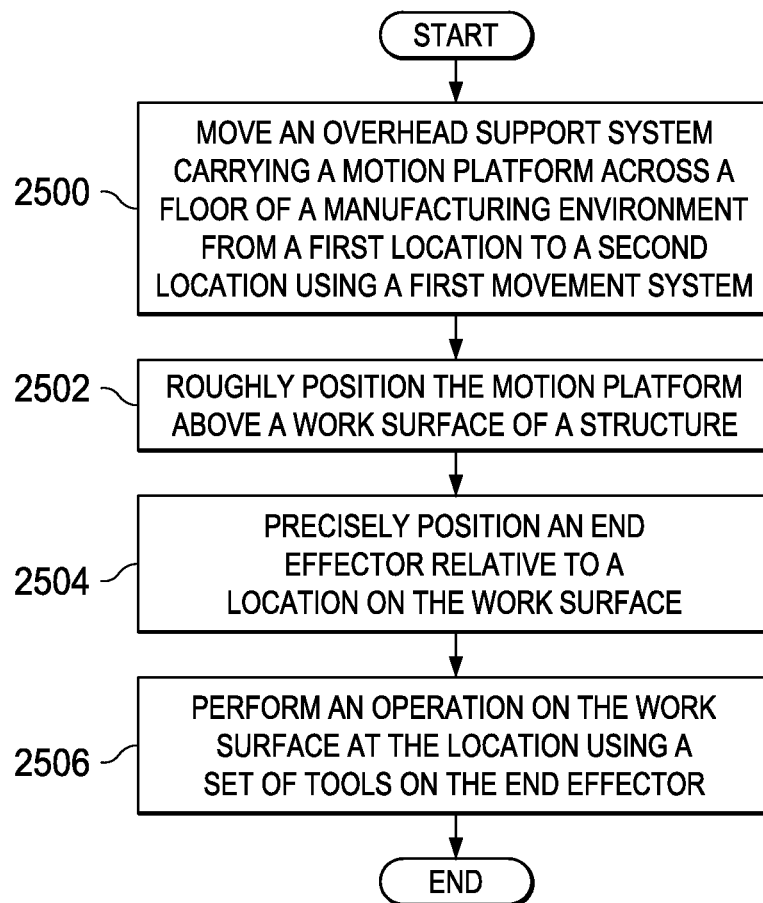 START
2500
MOVE AN OVERHEAD SUPPORT SYSTEM
CARRYING A MOTION PLATFORM ACROSS A
FLOOR OF A MANUFACTURING ENVIRONMENT
FROM A FIRST LOCATION TO A SECOND
LOCATION USING A FIRST MOVEMENT SYSTEM
2502
ROUGHLY POSITION THE MOTION PLATFORM
ABOVE A WORK SURFACE OF A STRUCTURE
2504
PRECISELY POSITION AN END
EFFECTOR RELATIVE TO A
LOCATION ON THE WORK SURFACE
2506
PERFORM AN OPERATION ON THE WORK
SURFACE AT THE LOCATION USING A
SET OF TOOLS ON THE END EFFECTOR
END